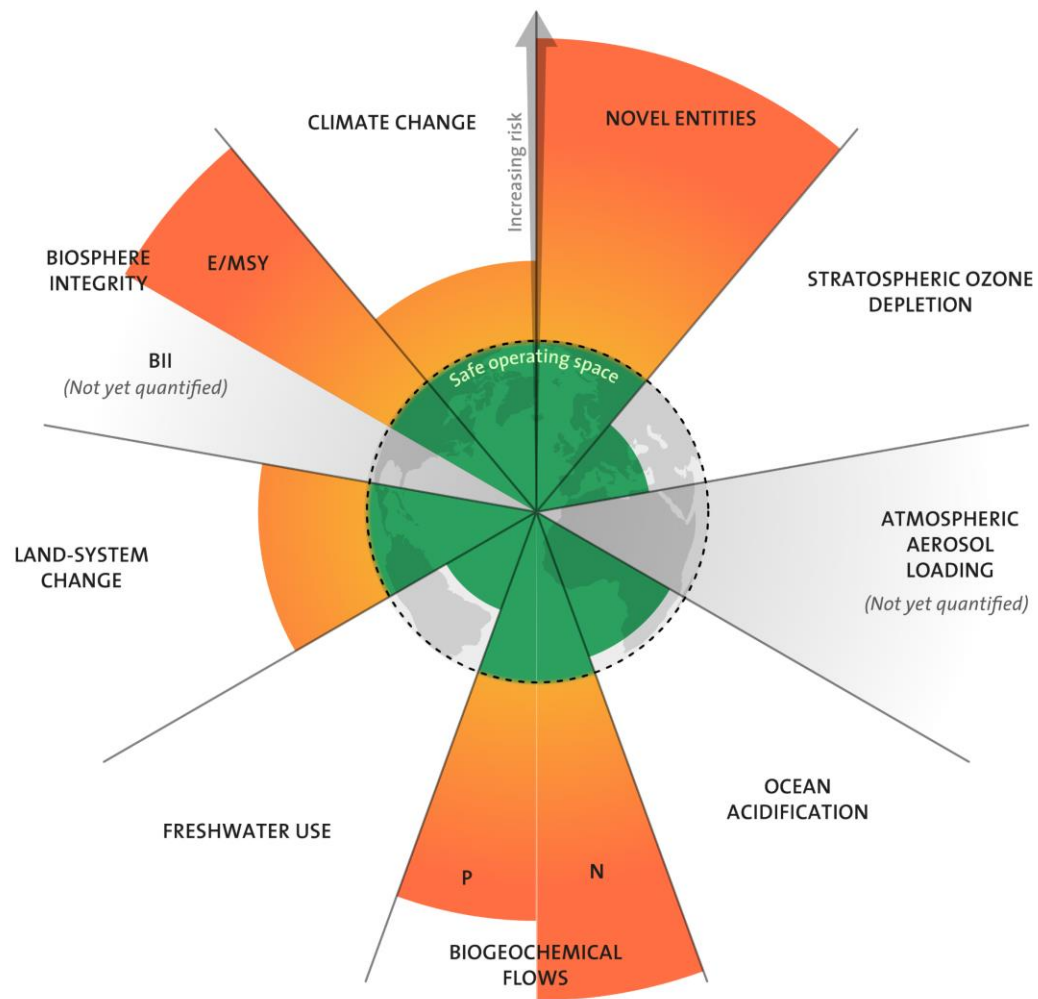 CLIMATE CHANGE
Increasing risk
NOVEL ENTITIES
BIOSPHERE
INTEGRITY
E/MSY
STRATOSPHERIC OZONE
DEPLETION
BII
(Not yet quantified)
Safe operating space
ATMOSPHERIC
AEROSOL
LOADING
(Not yet quantified)
LAND-SYSTEM
CHANGE
OCEAN
ACIDIFICATION
FRESHWATER USE
P
N
BIOGEOCHEMICAL
FLOWS